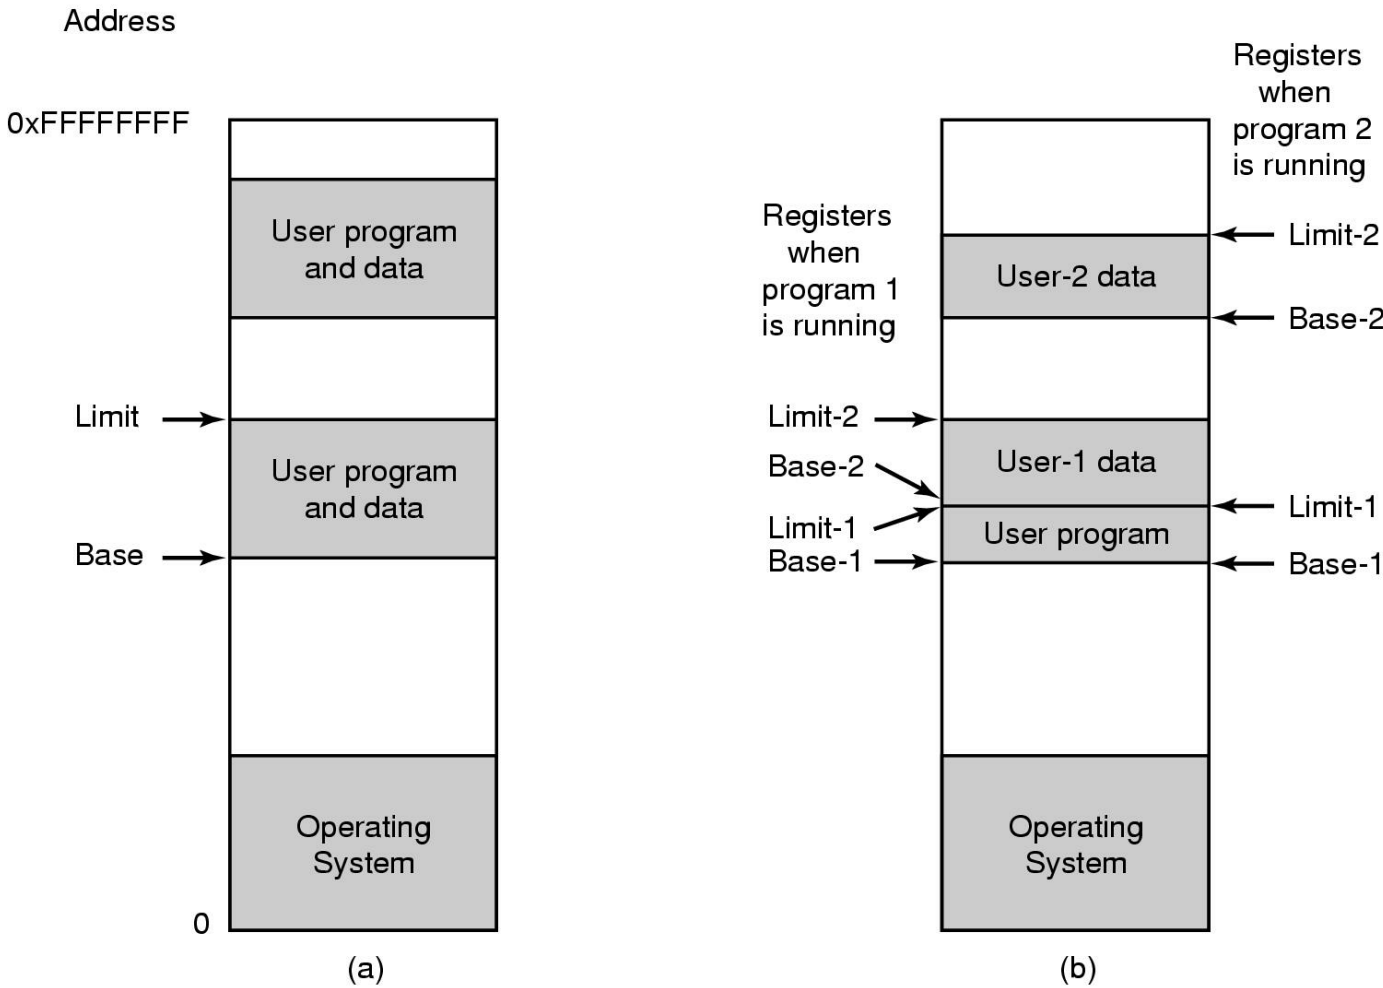 Address
0xFFFFFFFF
User program
and data
Limit
User program
and data
Base
Operating
System
0
(a)
Registers
when
program 1
is running
Limit-2
Base-2
Limit-1
Base-1
User-2 data
User-1 data
User program
Operating
System
Registers
when
program 2
is running
Limit-2
Base-2
Limit-1
Base-1
(b)